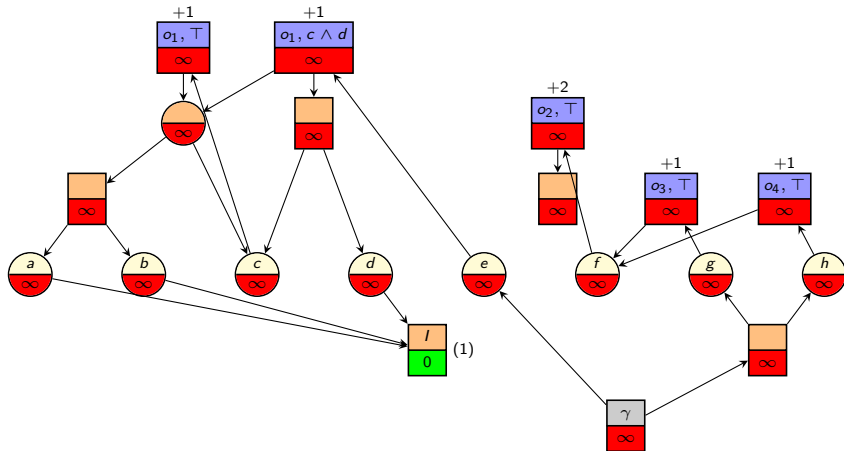 +1 +1
o₁, ⊤ o₁, c ∧ d
∞ ∞
+2
o₂, ⊤
∞ ∞ ∞
+1 +1
o₃, ⊤ o₄, ⊤
∞ ∞ ∞ ∞
a b c d e f g h
∞ ∞ ∞ ∞ ∞ ∞ ∞ ∞
I
0 (1)
∞
γ
∞